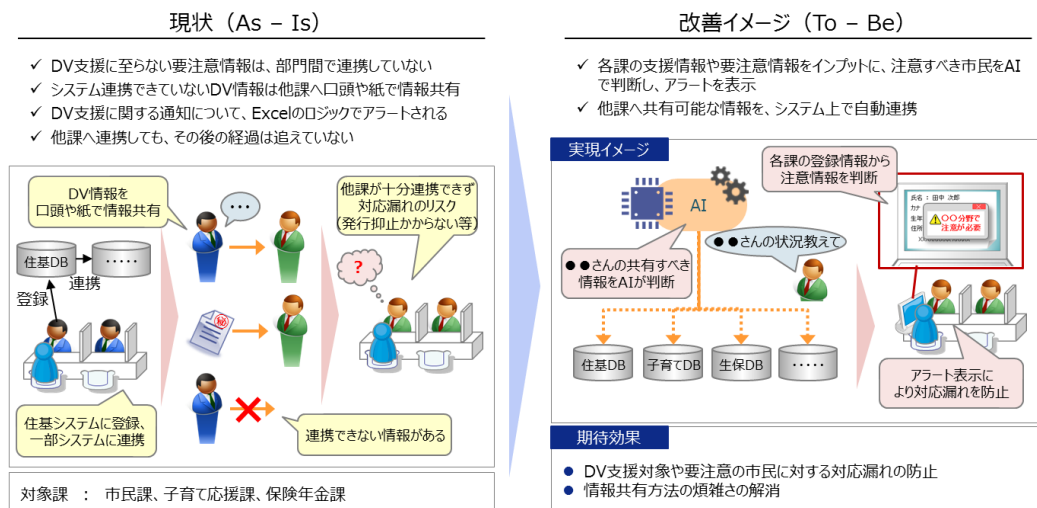 現状（As – Is）
✓ DV支援に至らない要注意情報は、部門間で連携していない
✓ システム連携できていないDV情報は他課へ口頭や紙で情報共有
✓ DV支援に関する通知について、Excelのロジックでアラートされる
✓ 他課へ連携しても、その後の経過は追えていない
DV情報を
口頭や紙で情報共有
…
他課が十分連携できず
対応漏れのリスク
（発行抑止かからない等）
住基DB
・・・・・
連携
登録
?
秘
住基システムに登録、
一部システムに連携
連携できない情報がある
対象課 ： 市民課、子育て応援課、保険年金課
改善イメージ（To – Be）
✓ 各課の支援情報や要注意情報をインプットに、注意すべき市民をAI
で判断し、アラートを表示
✓ 他課へ共有可能な情報を、システム上で自動連携
実現イメージ
各課の登録情報から
注意情報を判断
AI
氏名 ： 田中 次郎
カナ
生年
住所
〇〇分野で
注意が必要
●●さんの状況教えて
●●さんの共有すべき
情報をAIが判断
住基DB
子育てDB
生保DB
・・・・・
アラート表示に
より対応漏れを防止
期待効果
● DV支援対象や要注意の市民に対する対応漏れの防止
● 情報共有方法の煩雑さの解消